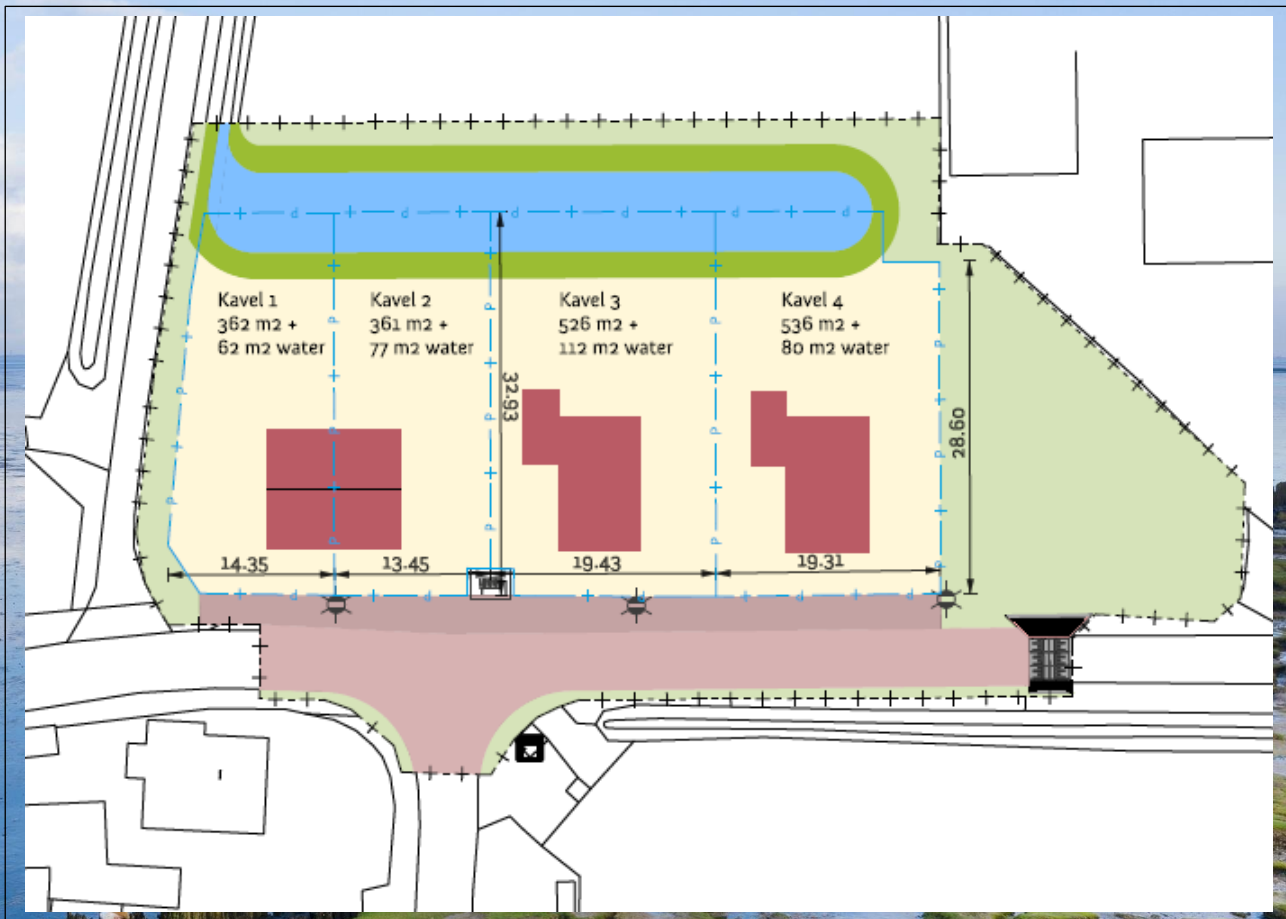 Kavel 1
362 m2 +
62 m2 water
Kavel 2
361 m2 +
77 m2 water
Kavel 3
526 m2 +
112 m2 water
Kavel 4
536 m2 +
80 m2 water
32.93
28.60
14.35
13.45
19.43
19.31